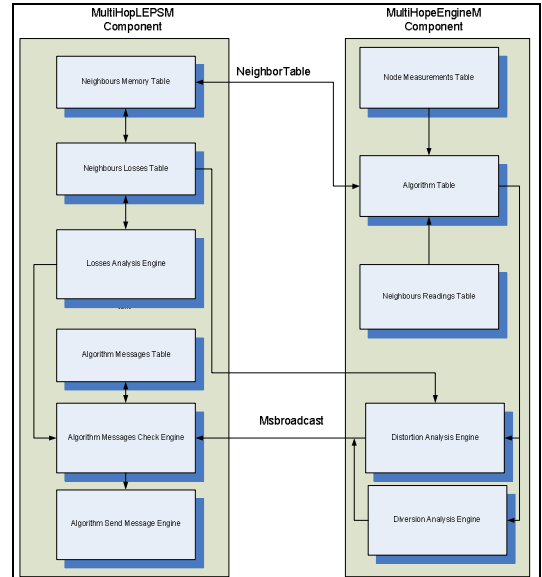 MultiHopLEPSM
Component
MultiHopeEngineM
Component
NeighborTable
Neighbours Memory Table
Node Measurements Table
Neighbours Losses Table
Algorithm Table
Losses Analysis Engine
Neighbours Readings Table
Algorithm Messages Table
Msbroadcast
Algorithm Messages Check Engine
Distortion Analysis Engine
Algorithm Send Message Engine
Diversion Analysis Engine